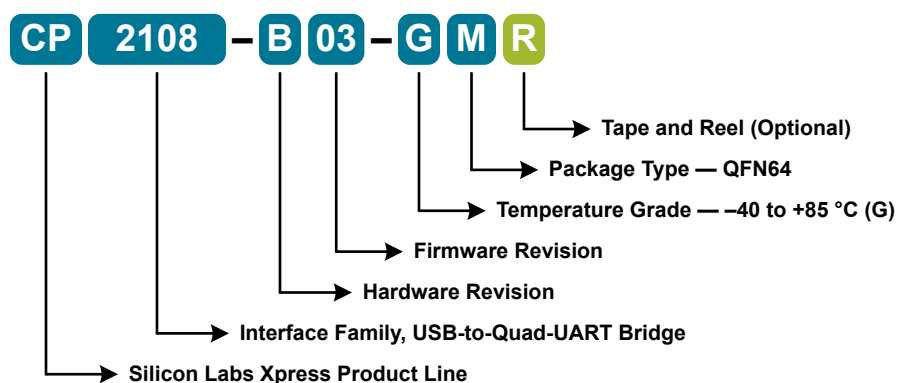 CP 2108 – B 03 – G M R
Tape and Reel (Optional)
Package Type — QFN64
Temperature Grade — –40 to +85 °C (G)
Firmware Revision
Hardware Revision
Interface Family, USB-to-Quad-UART Bridge
Silicon Labs Xpress Product Line